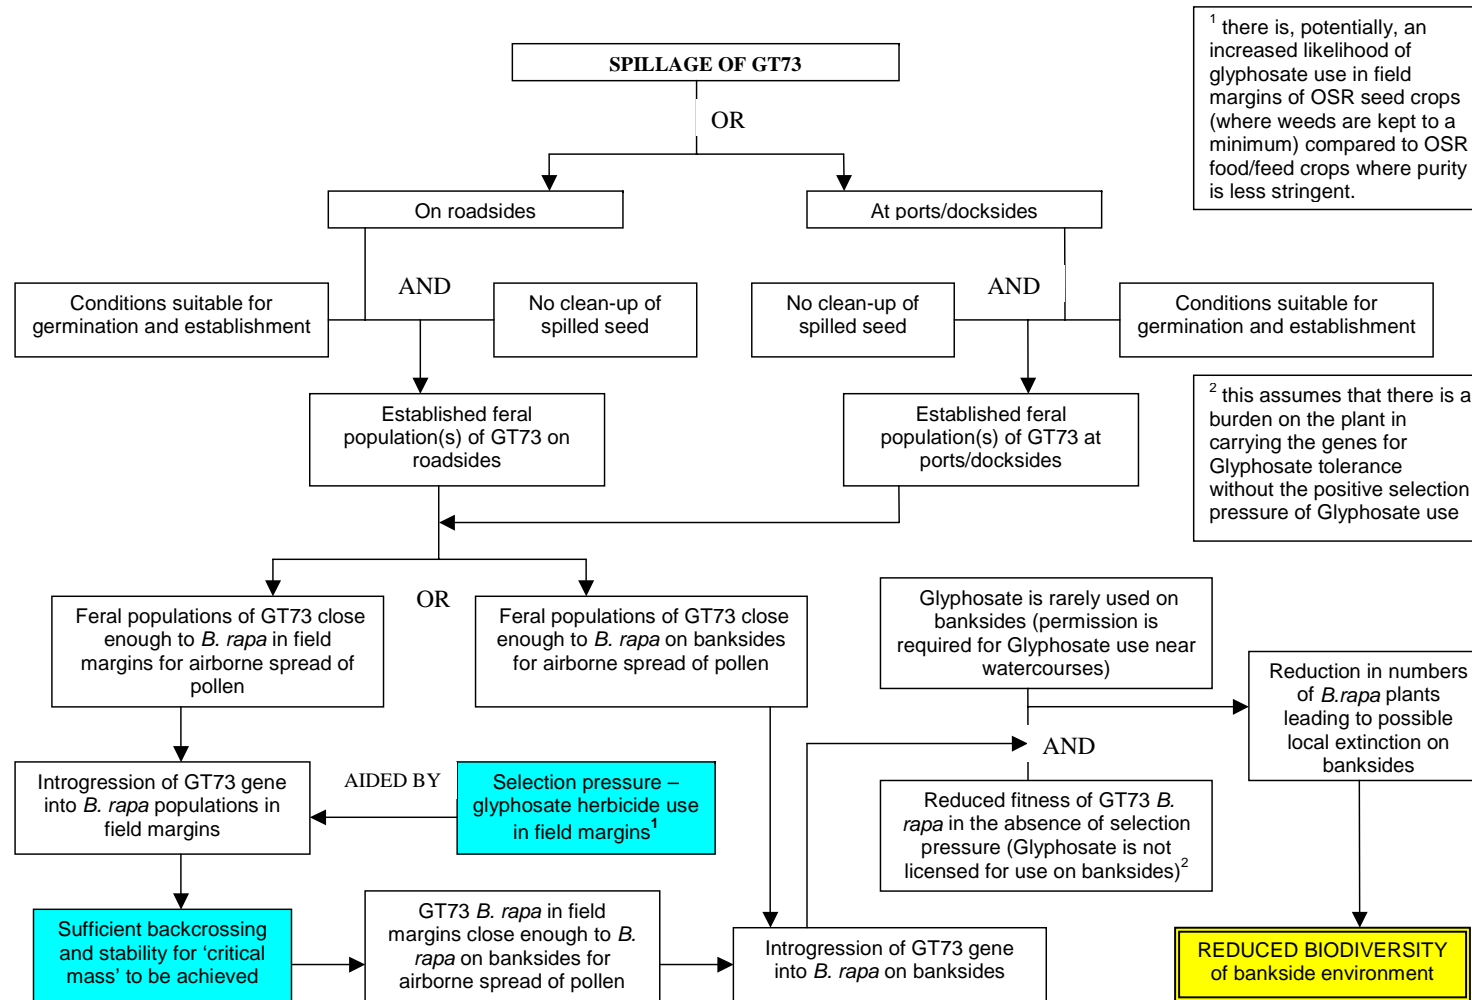 SPILLAGE OF GT73
OR
On roadsides
At ports/docksides
1 there is, potentially, an
increased likelihood of
glyphosate use in field
margins of OSR seed crops
(where weeds are kept to a
minimum) compared to OSR
food/feed crops where purity
is less stringent.
Conditions suitable for
germination and establishment
AND
No clean-up of
spilled seed
No clean-up of
spilled seed
AND
Conditions suitable for
germination and establishment
Established feral
population(s) of GT73 on
roadsides
Established feral
population(s) of GT73 at
ports/docksides
2 this assumes that there is a
burden on the plant in
carrying the genes for
Glyphosate tolerance
without the positive selection
pressure of Glyphosate use
Feral populations of GT73 close
enough to B. rapa in field
margins for airborne spread of
pollen
OR
Feral populations of GT73 close
enough to B. rapa on banksides
for airborne spread of pollen
Glyphosate is rarely used on
banksides (permission is
required for Glyphosate use near
watercourses)
Reduction in numbers
of B.rapa plants
leading to possible
local extinction on
banksides
AND
Introgression of GT73 gene
into B. rapa populations in
field margins
AIDED BY
Selection pressure –
glyphosate herbicide use
in field margins1
Reduced fitness of GT73 B.
rapa in the absence of selection
pressure (Glyphosate is not
licensed for use on banksides)2
Sufficient backcrossing
and stability for ‘critical
mass’ to be achieved
GT73 B. rapa in field
margins close enough to B.
rapa on banksides for
airborne spread of pollen
Introgression of GT73 gene
into B. rapa on banksides
REDUCED BIODIVERSITY
of bankside environment